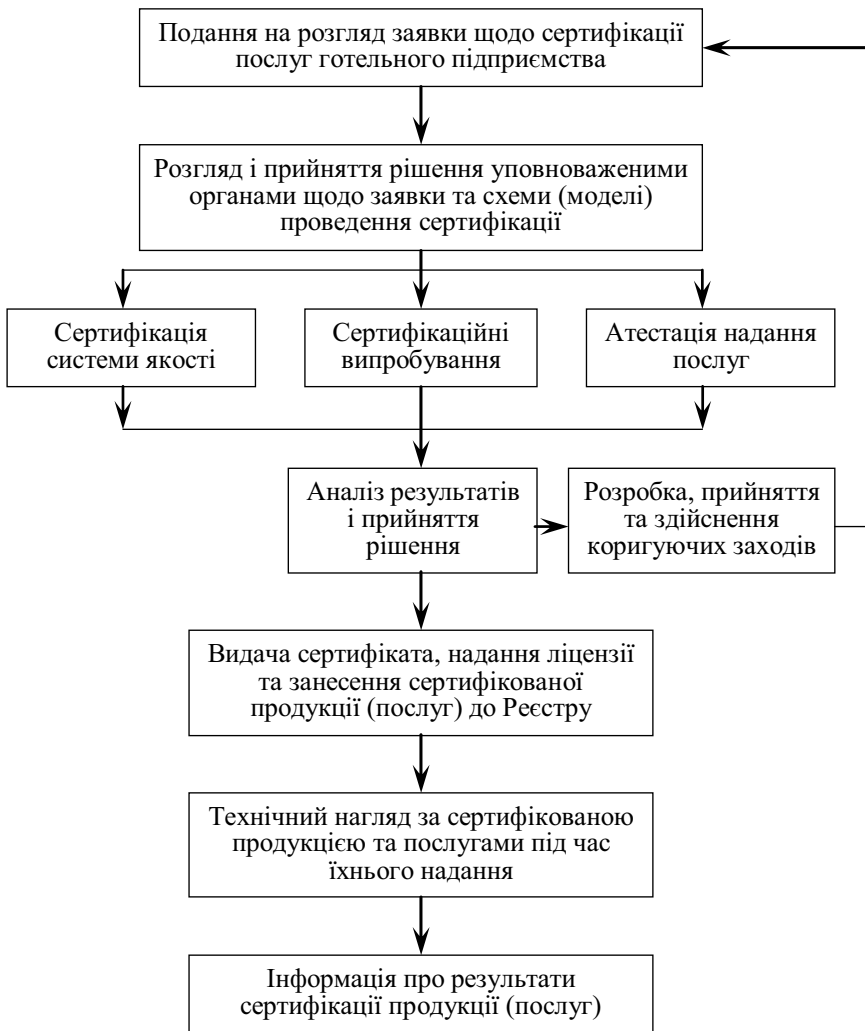 Подання на розгляд заявки щодо сертифікації
послуг готельного підприємства
Розгляд і прийняття рішення уповноваженими
органами щодо заявки та схеми (моделі)
проведення сертифікації
Сертифікація
системи якості
Сертифікаційні
випробування
Атестація надання
послуг
Аналіз результатів
і прийняття
рішення
Розробка, прийняття
та здійснення
коригуючих заходів
Видача сертифіката, надання ліцензії
та занесення сертифікованої
продукції (послуг) до Реєстру
Технічний нагляд за сертифікованою
продукцією та послугами під час
їхнього надання
Інформація про результати
сертифікації продукції (послуг)